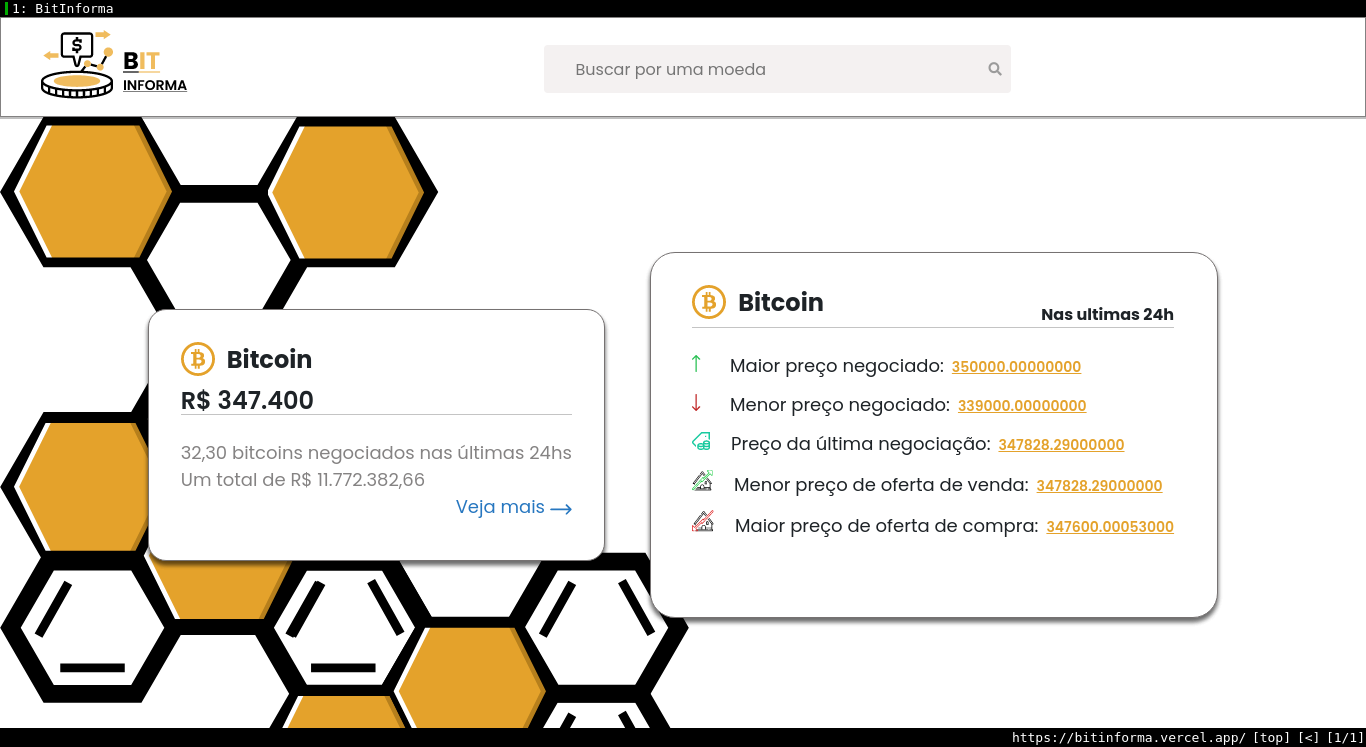 1: BitInforma
$
BIT
INFORMA
Buscar por uma moeda
Bitcoin
R$ 347.400
32,30 bitcoins negociados nas últimas 24hs
Um total de R$ 11.772.382,66
Veja mais
Bitcoin
Nas ultimas 24h
Maior preço negociado: 350000.00000000
Menor preço negociado: 339000.00000000
Preço da última negociação: 347828.29000000
Menor preço de oferta de venda: 347828.29000000
Maior preço de oferta de compra: 347600.00053000
https://bitinforma.vercel.app/ [top] [<] [1/1]